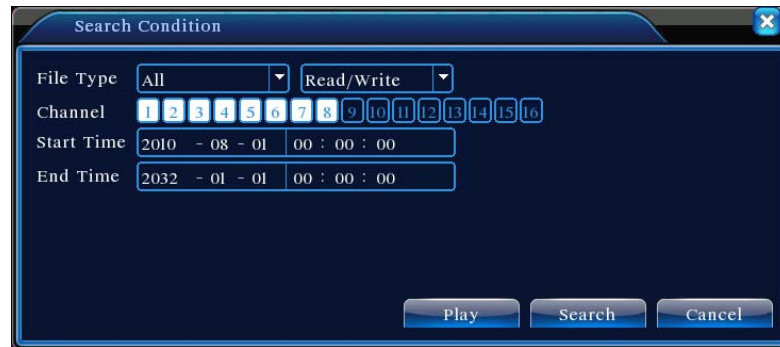 Search Condition
File Type All Read/Write
Channel 1 2 3 4 5 6 7 8 9 10 11 12 13 14 15 16
Start Time 2010 - 08 - 01 00 : 00 : 00
End Time 2032 - 01 - 01 00 : 00 : 00
Play Search Cancel